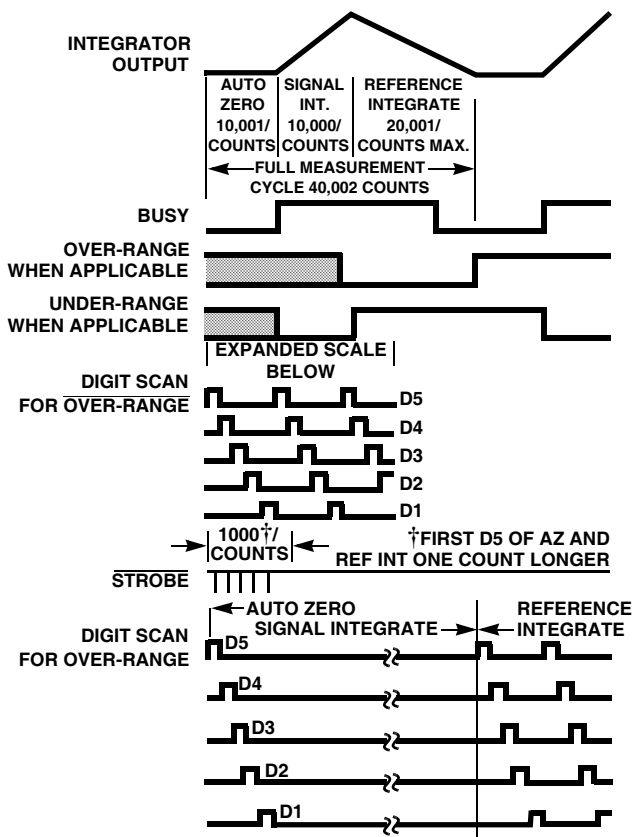 INTEGRATOR
OUTPUT
AUTO
ZERO
10,001/
COUNTS
SIGNAL
INT.
10,000/
COUNTS
REFERENCE
INTEGRATE
20,001/
COUNTS MAX.
FULL MEASUREMENT
CYCLE 40,002 COUNTS
BUSY
OVER-RANGE
WHEN APPLICABLE
UNDER-RANGE
WHEN APPLICABLE
EXPANDED SCALE
BELOW
DIGIT SCAN
FOR OVER-RANGE
D5
D4
D3
D2
D1
1000†/
COUNTS
†FIRST D5 OF AZ AND
REF INT ONE COUNT LONGER
STROBE
AUTO ZERO
SIGNAL INTEGRATE
REFERENCE
INTEGRATE
DIGIT SCAN
FOR OVER-RANGE
D5
D4
D3
D2
D1